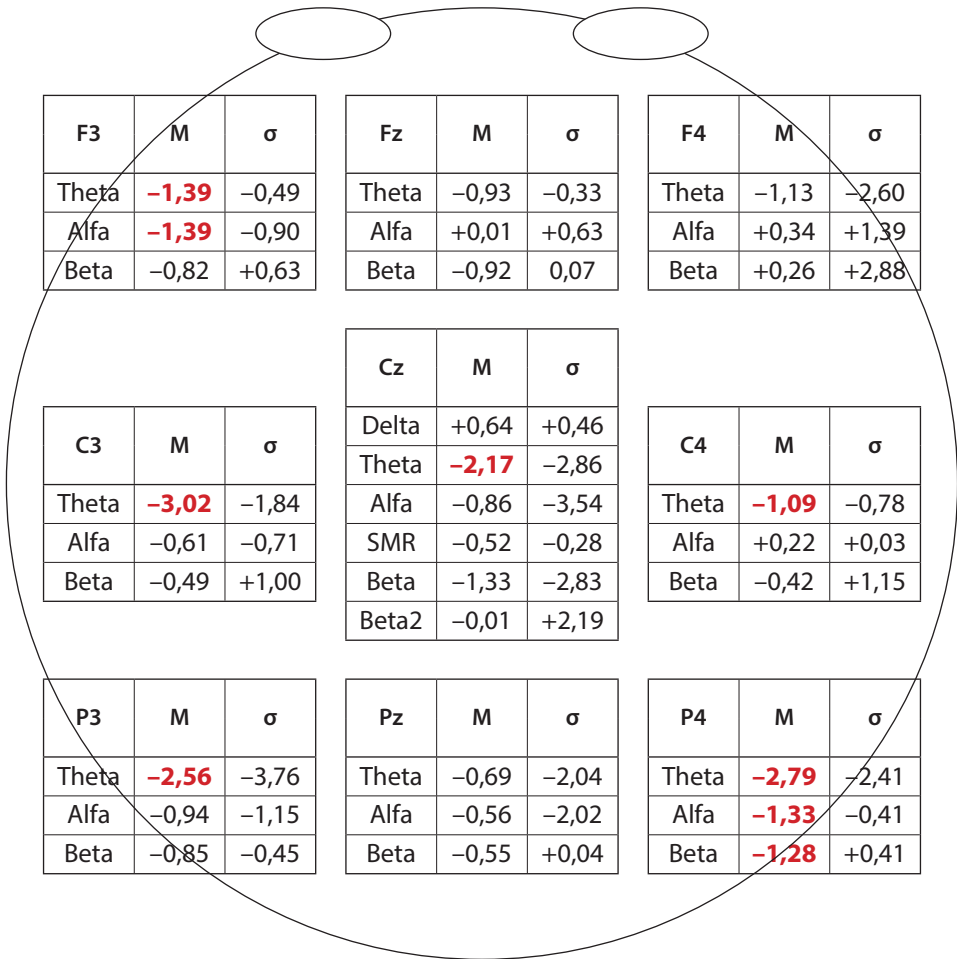 F3 M σ
Theta –1,39 –0,49
Alfa –1,39 –0,90
Beta –0,82 +0,63
Fz M σ
Theta –0,93 –0,33
Alfa +0,01 +0,63
Beta –0,92 0,07
F4 M σ
Theta –1,13 –2,60
Alfa +0,34 +1,39
Beta +0,26 +2,88
C3 M σ
Theta –3,02 –1,84
Alfa –0,61 –0,71
Beta –0,49 +1,00
Cz M σ
Delta +0,64 +0,46
Theta –2,17 –2,86
Alfa –0,86 –3,54
SMR –0,52 –0,28
Beta –1,33 –2,83
Beta2 –0,01 +2,19
C4 M σ
Theta –1,09 –0,78
Alfa +0,22 +0,03
Beta –0,42 +1,15
P3 M σ
Theta –2,56 –3,76
Alfa –0,94 –1,15
Beta –0,85 –0,45
Pz M σ
Theta –0,69 –2,04
Alfa –0,56 –2,02
Beta –0,55 +0,04
P4 M σ
Theta –2,79 –2,41
Alfa –1,33 –0,41
Beta –1,28 +0,41